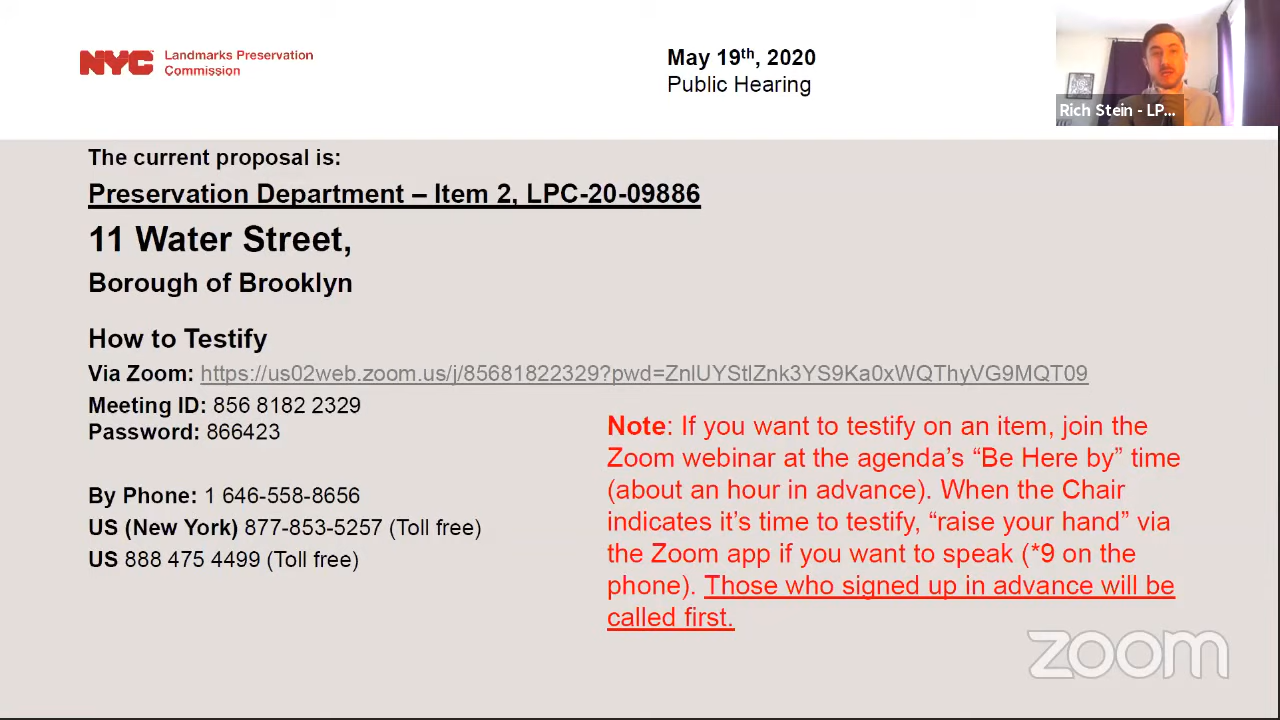 NYC Landmarks Preservation
Commission
May 19th, 2020
Public Hearing
Rich Stein - LP...
The current proposal is:
Preservation Department – Item 2, LPC-20-09886
11 Water Street,
Borough of Brooklyn
How to Testify
Via Zoom: https://us02web.zoom.us/j/85681822329?pwd=ZnlUYStlZnk3YS9Ka0xWQThyVG9MQT09
Meeting ID: 856 8182 2329
Password: 866423
By Phone: 1 646-558-8656
US (New York) 877-853-5257 (Toll free)
US 888 475 4499 (Toll free)
Note: If you want to testify on an item, join the
Zoom webinar at the agenda’s “Be Here by” time
(about an hour in advance). When the Chair
indicates it’s time to testify, “raise your hand” via
the Zoom app if you want to speak (*9 on the
phone). Those who signed up in advance will be
called first.
zoom